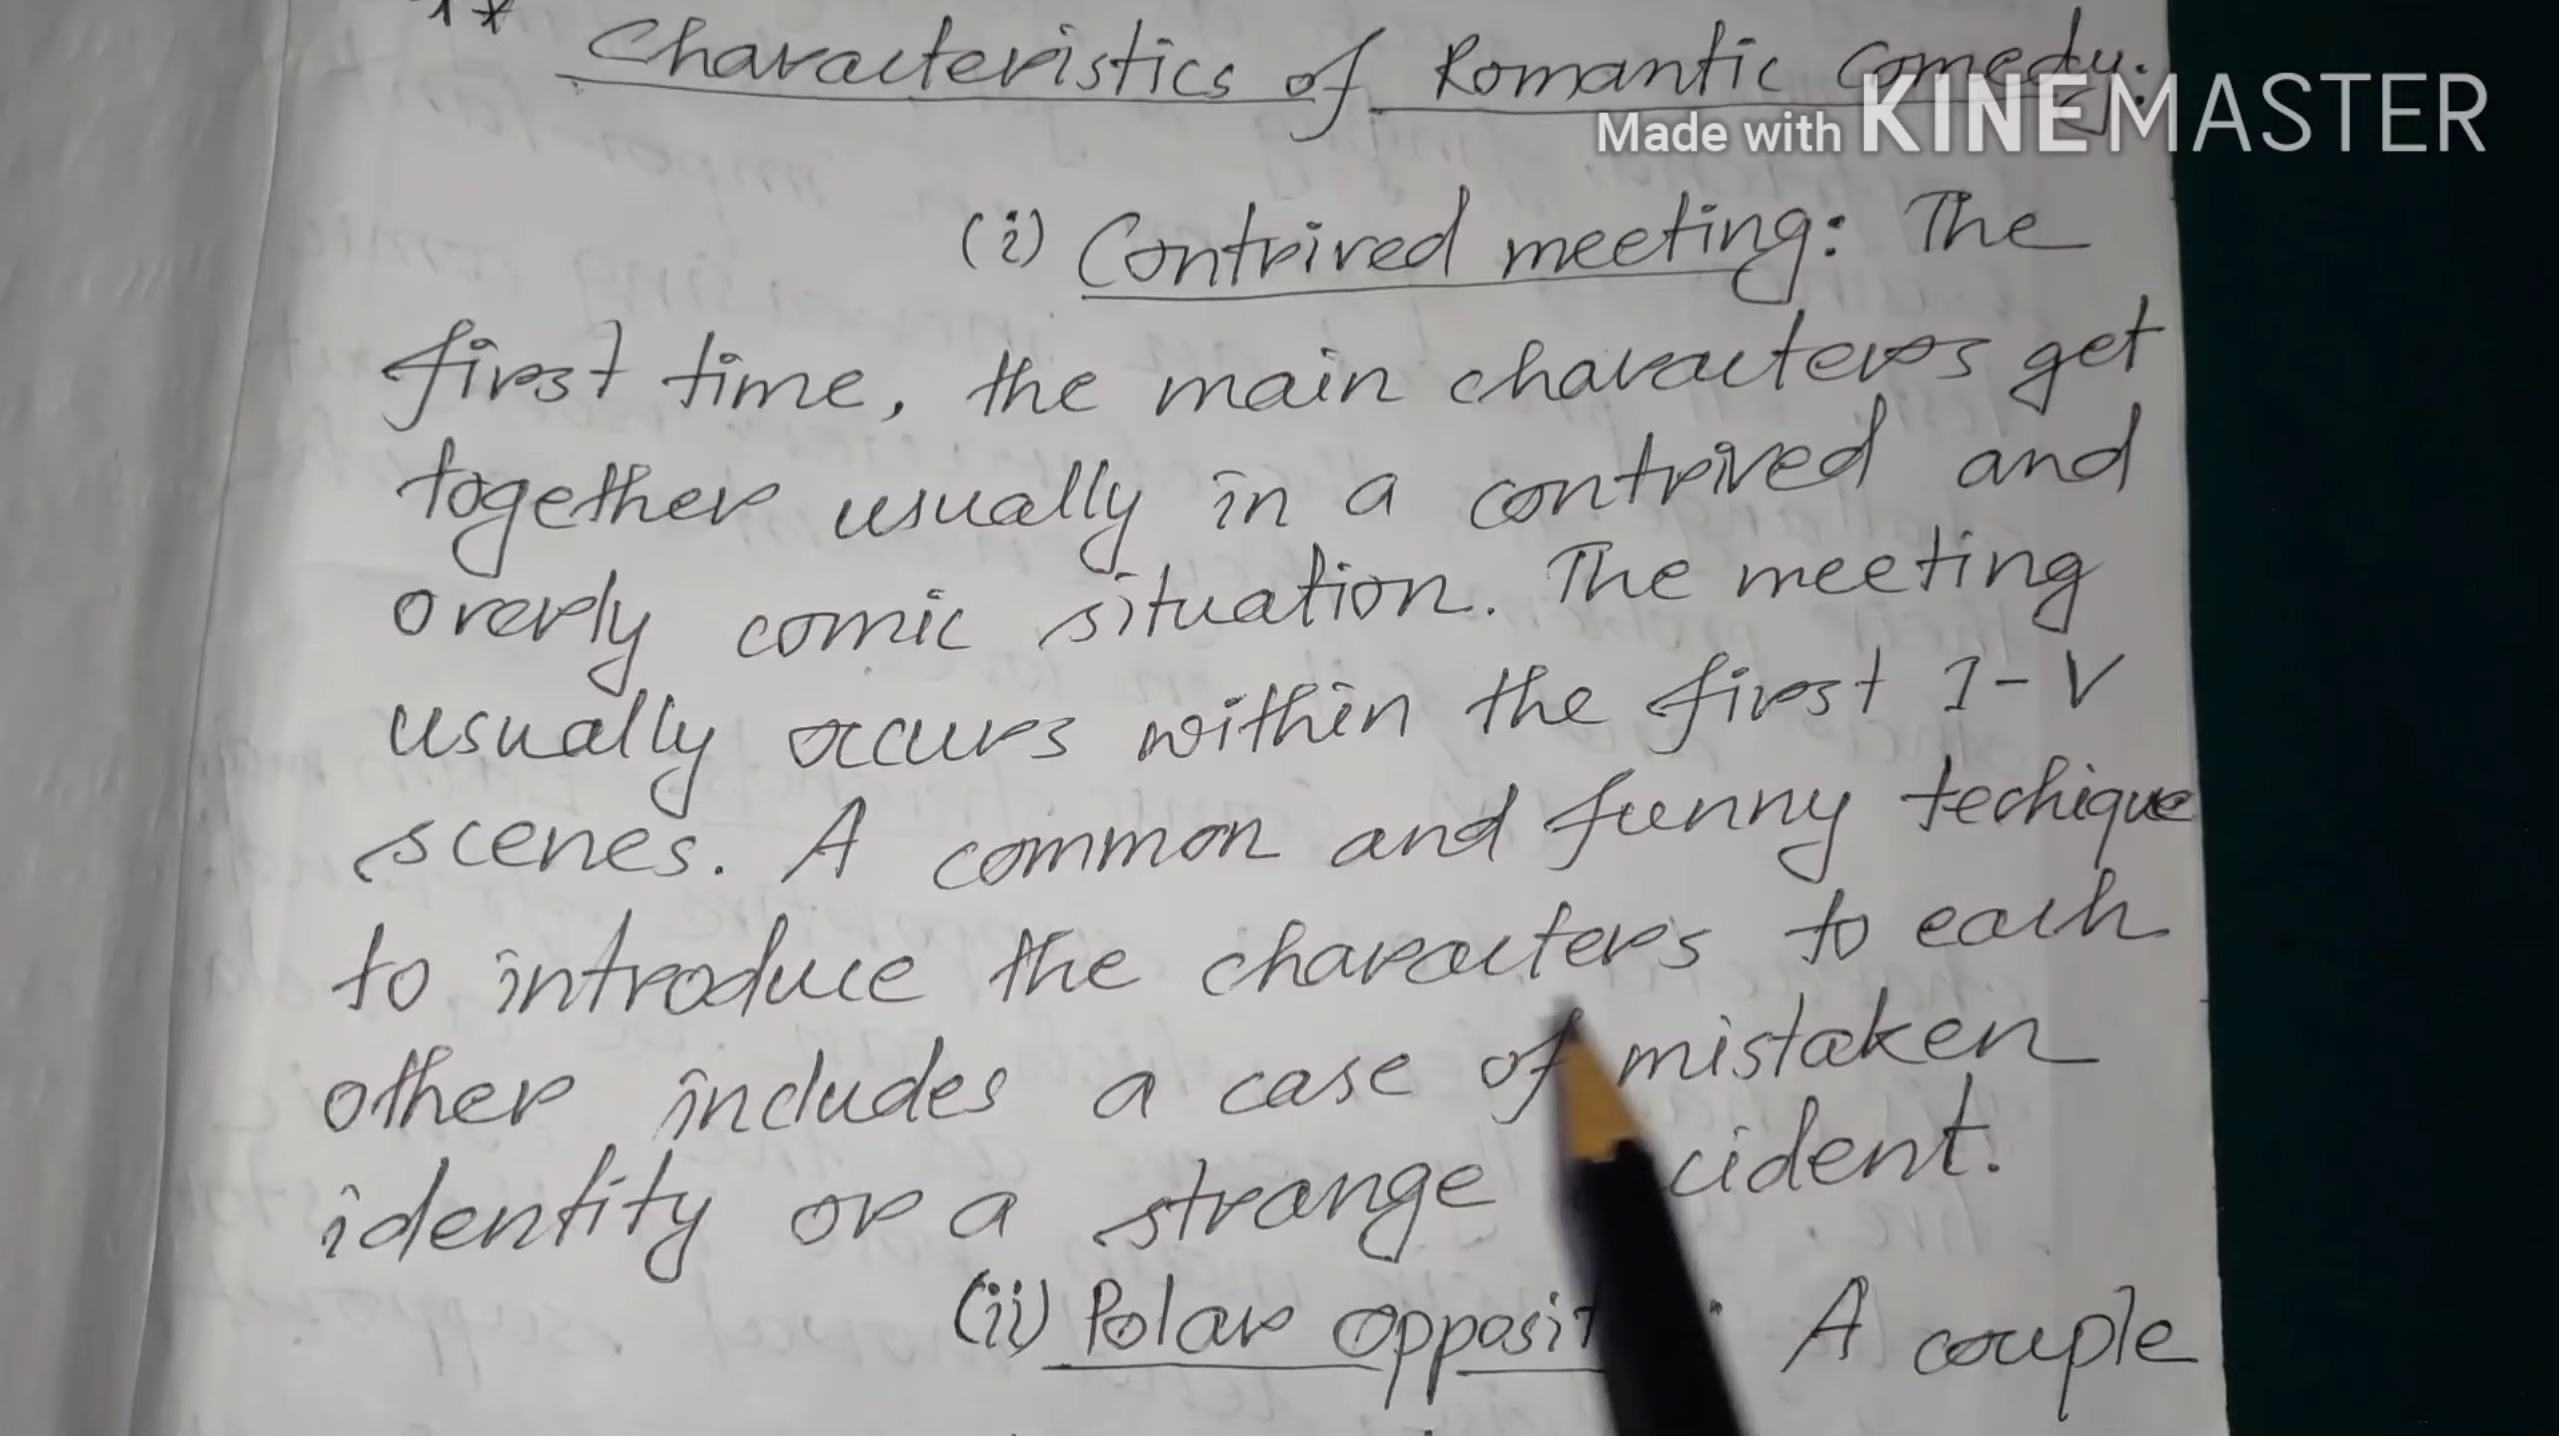 Characteristics of Romantic Comedy:
Made with KINEMASTER
(i) Contrived meeting: The
first time, the main characters get
together usually in a contrived and
overly comic situation. The meeting
usually occurs within the first I-V
scenes. A common and funny techique
to introduce the characters to each
other includes a case of mistaken
identity or a strange cident.
(ii) Polar opposit : A couple